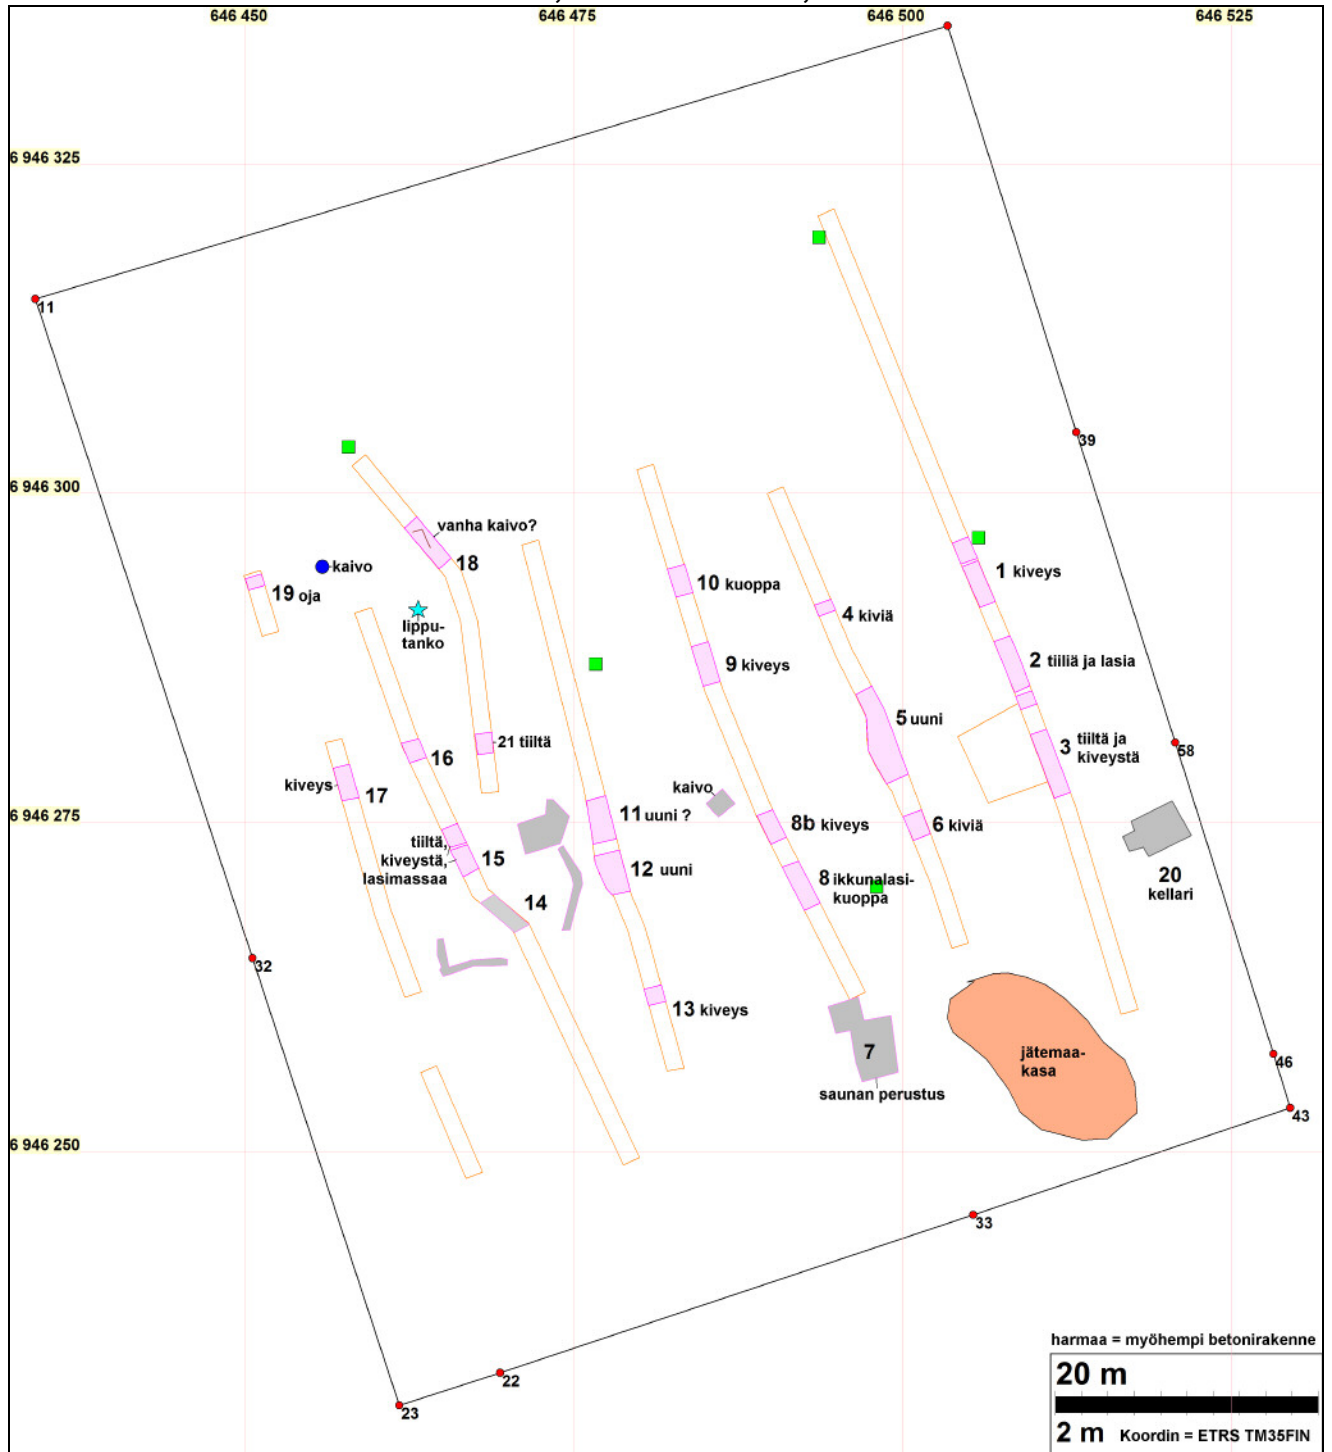 646 450
646 475
646 500
646 525
6 946 325
11
39
6 946 300
vanha kaivo?
18
kaivo
19 oja
lippu-
tanko
10 kuoppa
1 kiveys
4 kiviä
9 kiveys
2 tiiliä ja lasia
5 uuni
21 tiiltä
16
3 tiiltä ja
kiveystä
58
kiveys
17
kaivo
6 946 275
11 uuni ?
8b kiveys
6 kiviä
tiiltä,
kiveystä,
lasimassaa
15
12 uuni
8 ikkunalasi-
kuoppa
20
kellari
14
32
13 kiveys
7
saunan perustus
jätemaa-
kasa
46
43
6 946 250
33
22
23
harmaa = myöhempi betonirakenne
20 m
2 m Koordin = ETRS TM35FIN